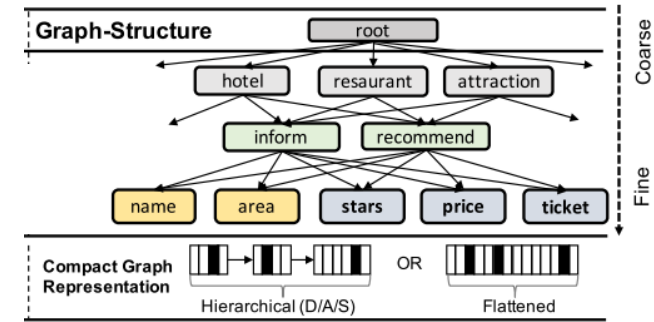 Graph-Structure
root
Coarse
hotel
resaurant
attraction
inform
recommend
Fine
name
area
stars
price
ticket
Compact Graph
Representation
OR
Hierarchical (D/A/S)
Flattened